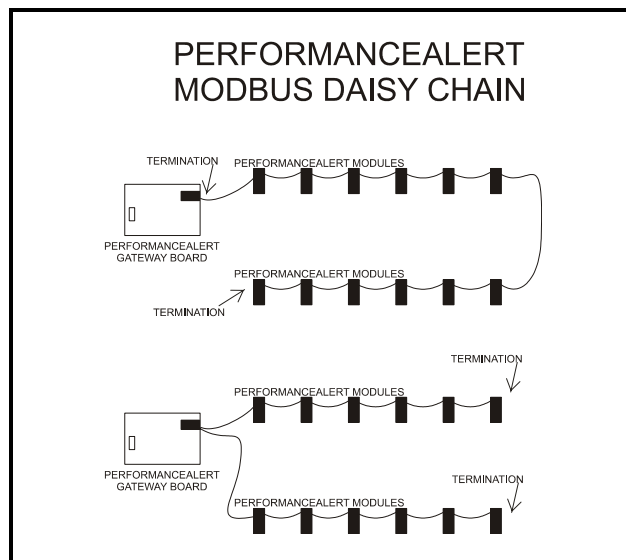 PERFORMANCEALERT
MODBUS DAISY CHAIN
TERMINATION
PERFORMANCEALERT MODULES
PERFORMANCEALERT
GATEWAY BOARD
PERFORMANCEALERT MODULES
TERMINATION
TERMINATION
PERFORMANCEALERT MODULES
PERFORMANCEALERT
GATEWAY BOARD
TERMINATION
PERFORMANCEALERT MODULES